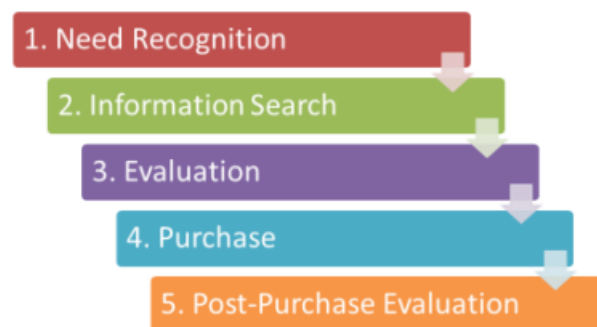 1. Need Recognition
2. Information Search
3. Evaluation
4. Purchase
5. Post-Purchase Evaluation